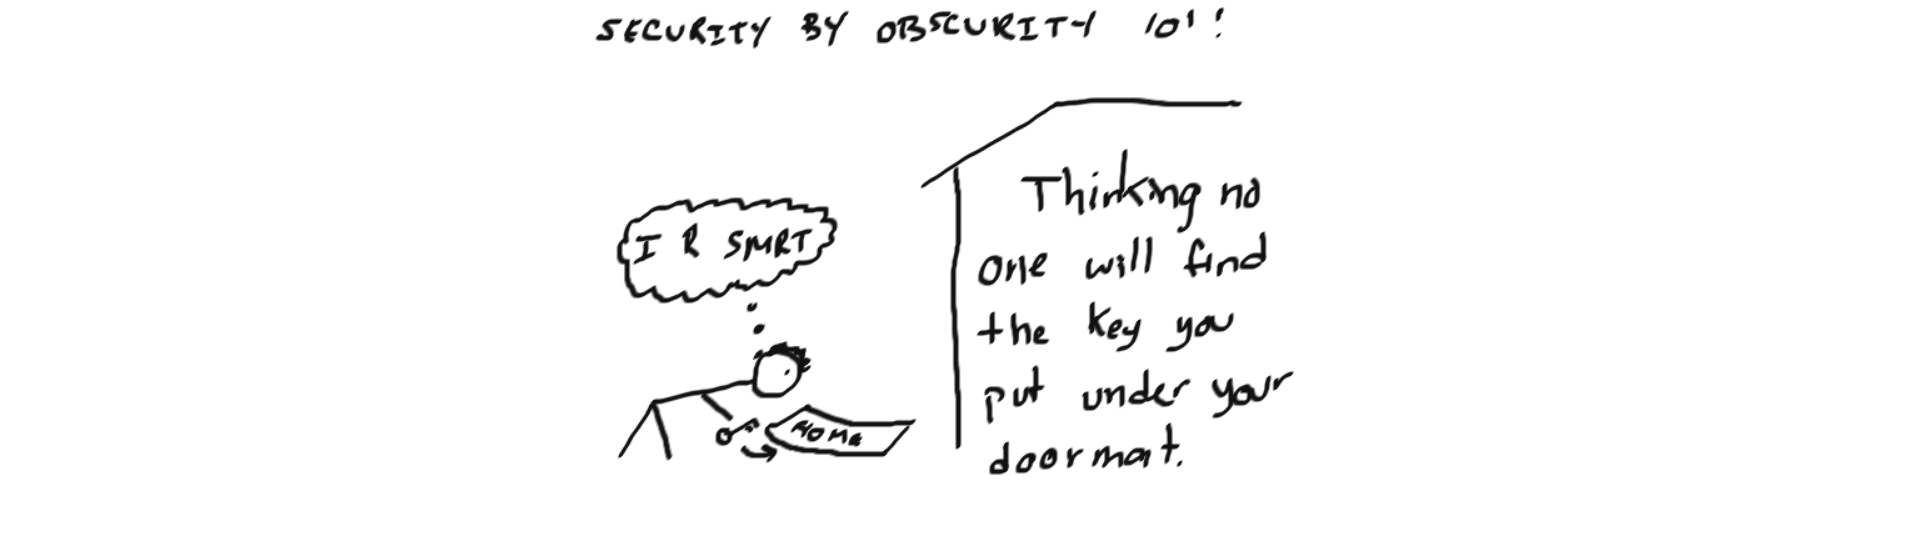 SECURITY BY OBSCURITY 101!
I R SMRT
HOME
Thinking no
one will find
the key you
put under your
doormat.